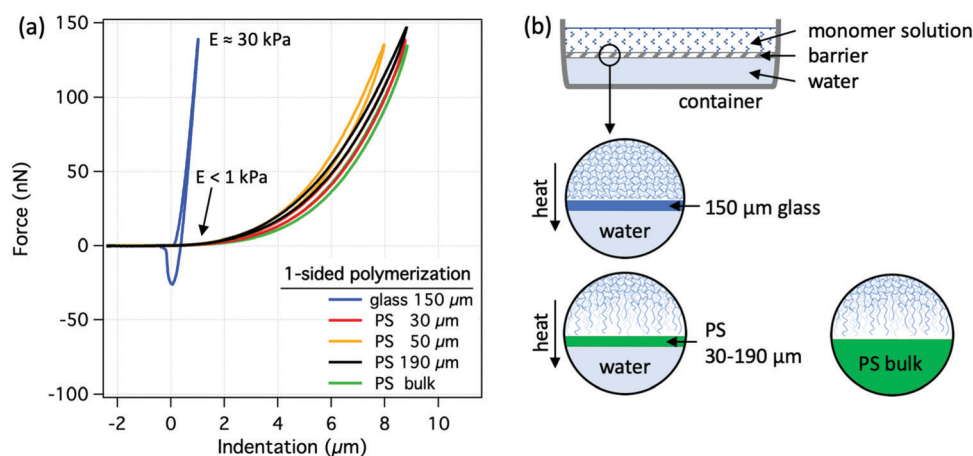 (a)
150
100
50
0
-50
-100
Force (nN)
-2
0
2
4
6
8
10
Indentation (µm)
E ≈ 30 kPa
E < 1 kPa
1-sided polymerization
glass 150 µm
PS 30 µm
PS 50 µm
PS 190 µm
PS bulk
(b)
monomer solution
barrier
water
container
heat
150 µm glass
water
heat
PS
30-190 µm
water
PS bulk